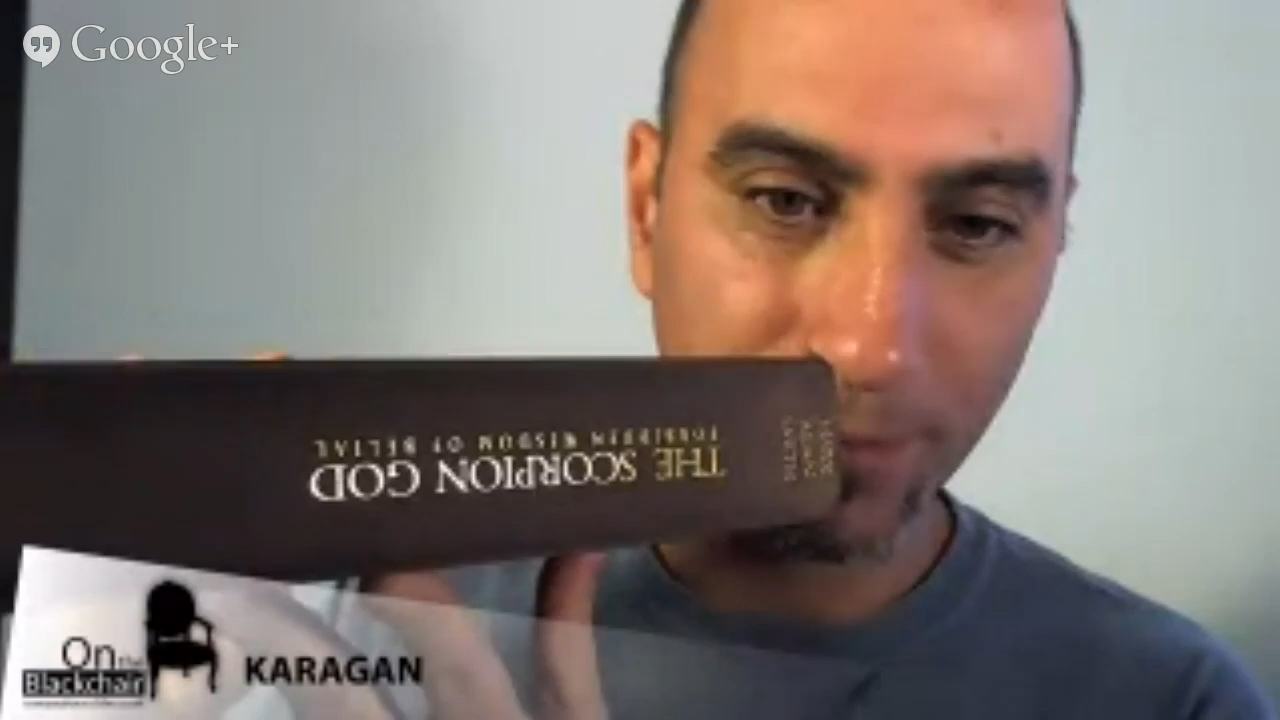 Google+
THE SCORPION GOD
FORBIDDEN WISDOM OF BELIAL
On the
Blackchair
KARAGAN